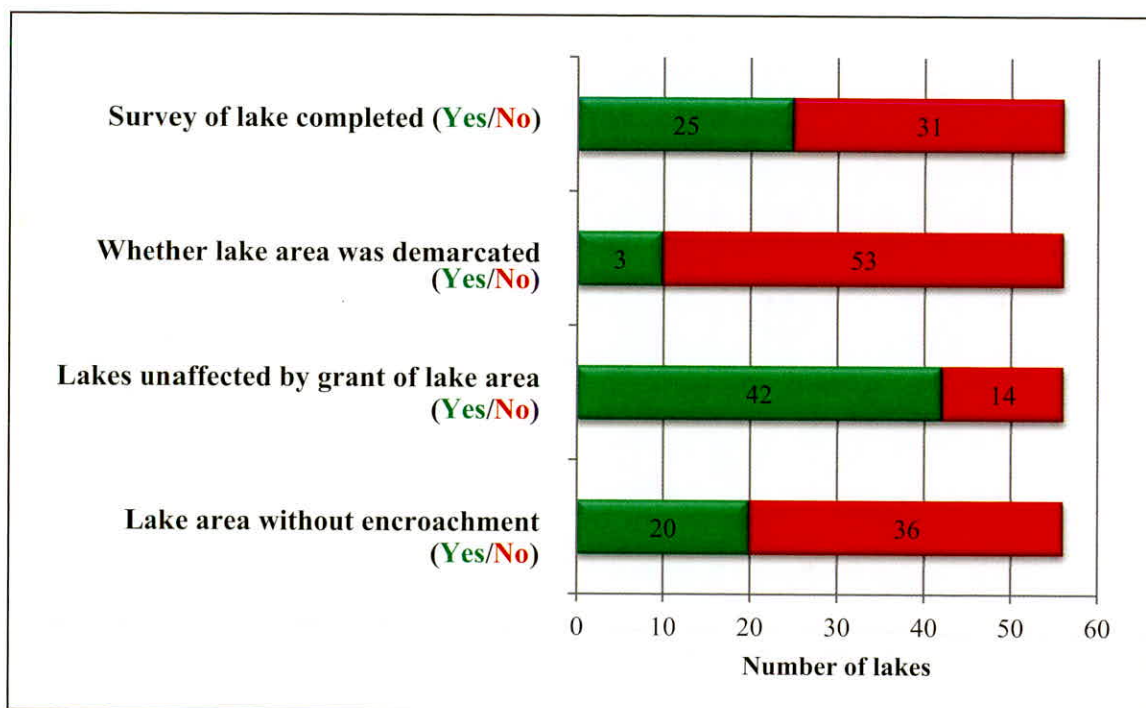 Survey of lake completed (Yes/No)
25 31
Whether lake area was demarcated
(Yes/No)
3 53
Lakes unaffected by grant of lake area
(Yes/No)
42 14
Lake area without encroachment
(Yes/No)
20 36
0 10 20 30 40 50 60
Number of lakes